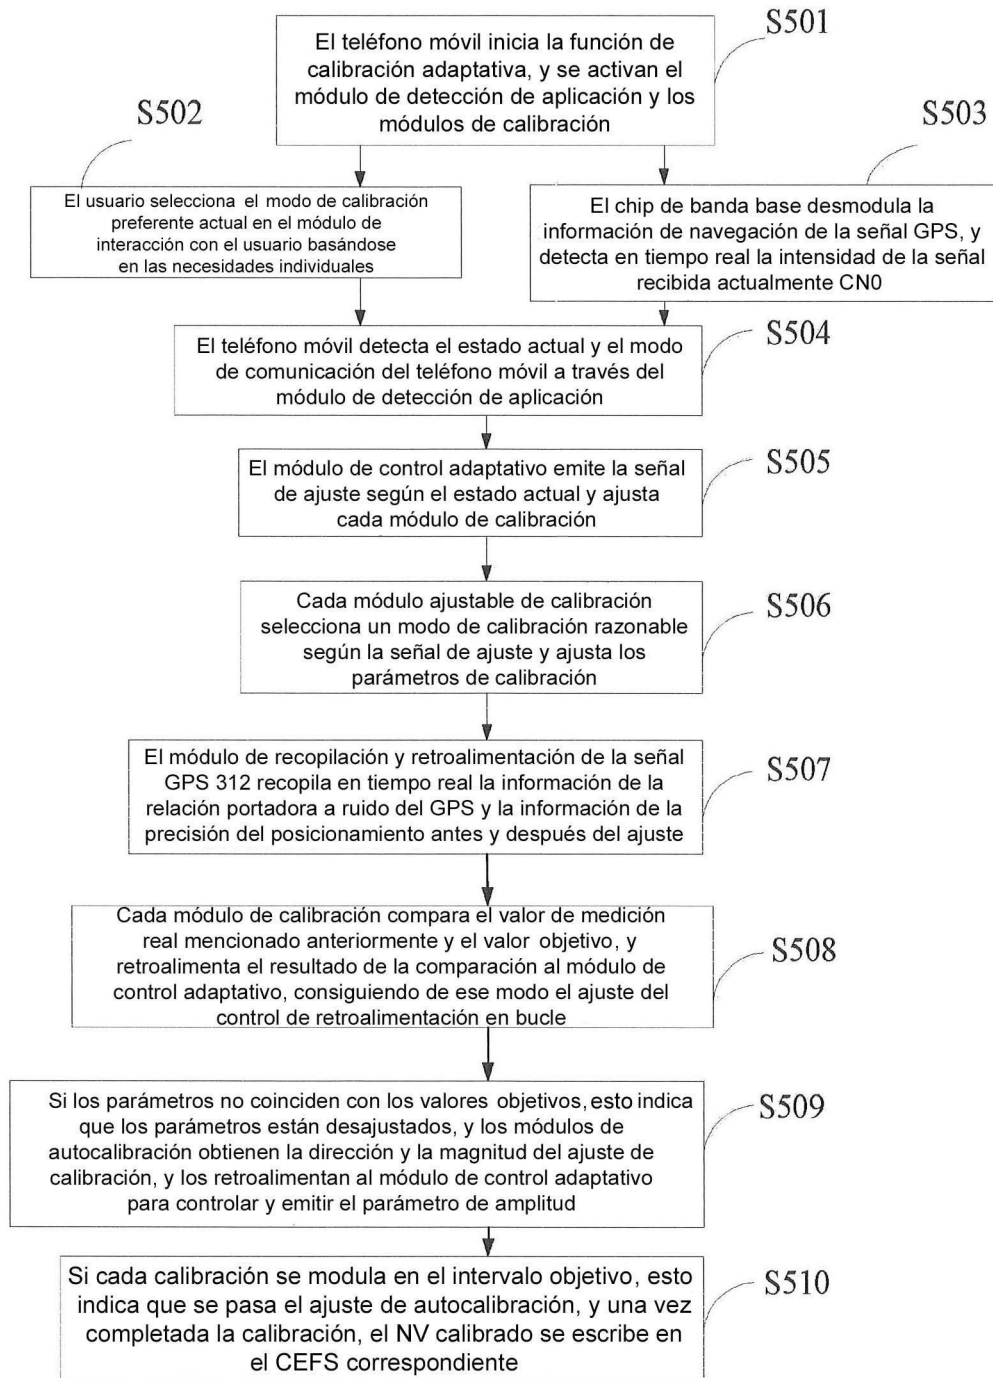 S501
El teléfono móvil inicia la función de
calibración adaptativa, y se activan el
módulo de detección de aplicación y los
módulos de calibración
S502
El usuario selecciona el modo de calibración
preferente actual en el módulo de
interacción con el usuario basándose
en las necesidades individuales
S503
El chip de banda base desmodula la
información de navegación de la señal GPS, y
detecta en tiempo real la intensidad de la señal
recibida actualmente CN0
S504
El teléfono móvil detecta el estado actual y el modo
de comunicación del teléfono móvil a través del
módulo de detección de aplicación
S505
El módulo de control adaptativo emite la señal
de ajuste según el estado actual y ajusta
cada módulo de calibración
S506
Cada módulo ajustable de calibración
selecciona un modo de calibración razonable
según la señal de ajuste y ajusta los
parámetros de calibración
S507
El módulo de recopilación y retroalimentación de la señal
GPS 312 recopila en tiempo real la información de la
relación portadora a ruido del GPS y la información de la
precisión del posicionamiento antes y después del ajuste
S508
Cada módulo de calibración compara el valor de medición
real mencionado anteriormente y el valor objetivo, y
retroalimenta el resultado de la comparación al módulo de
control adaptativo, consiguiendo de ese modo el ajuste del
control de retroalimentación en bucle
S509
Si los parámetros no coinciden con los valores objetivos, esto indica
que los parámetros están desajustados, y los módulos de
autocalibración obtienen la dirección y la magnitud del ajuste de
calibración, y los retroalimentan al módulo de control adaptativo
para controlar y emitir el parámetro de amplitud
S510
Si cada calibración se modula en el intervalo objetivo, esto
indica que se pasa el ajuste de autocalibración, y una vez
completada la calibración, el NV calibrado se escribe en
el CEFS correspondiente